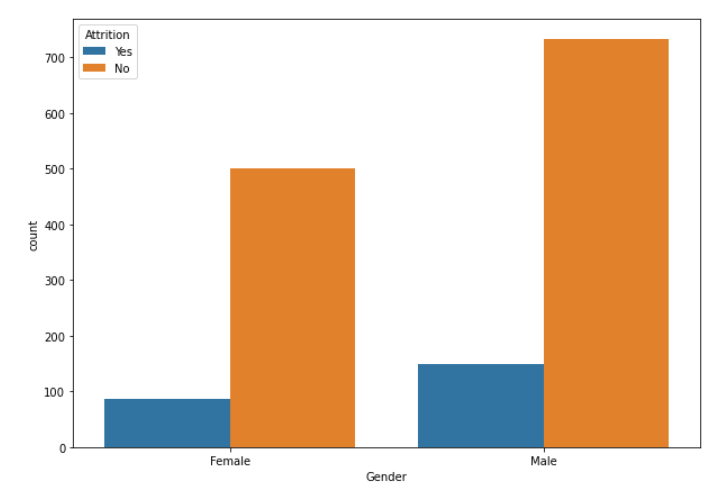 Attrition
Yes
No
700
600
500
400
300
200
100
0
count
Female
Male
Gender